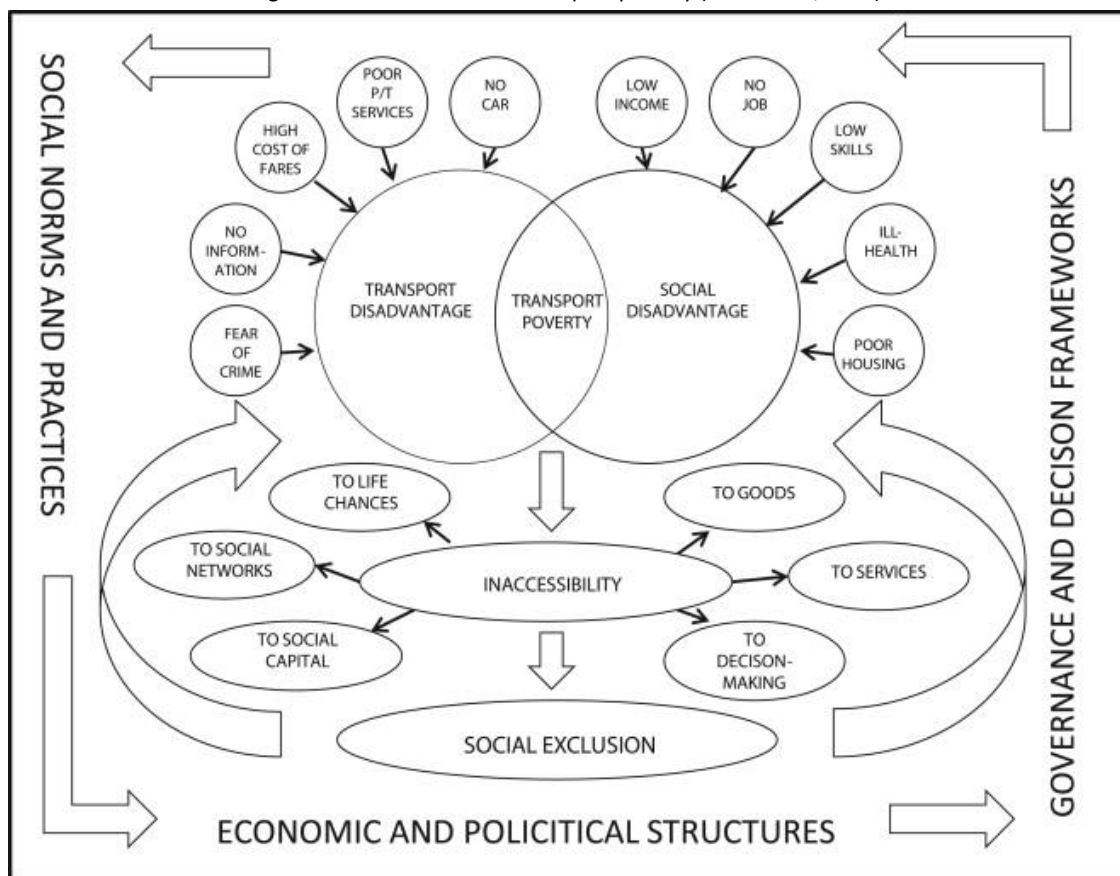 POOR
P/T
SERVICES
NO
CAR
LOW
INCOME
NO
JOB
HIGH
COST OF
FARES
LOW
SKILLS
NO
INFORM-
ATION
ILL-
HEALTH
FEAR
OF
CRIME
POOR
HOUSING
TRANSPORT
DISADVANTAGE
TRANSPORT
POVERTY
SOCIAL
DISADVANTAGE
SOCIAL NORMS AND PRACTICES
GOVERNANCE AND DECISON FRAMEWORKS
TO LIFE
CHANCES
TO GOODS
TO SOCIAL
NETWORKS
INACCESSIBILITY
TO SERVICES
TO SOCIAL
CAPITAL
TO
DECISON-
MAKING
SOCIAL EXCLUSION
ECONOMIC AND POLICITICAL STRUCTURES